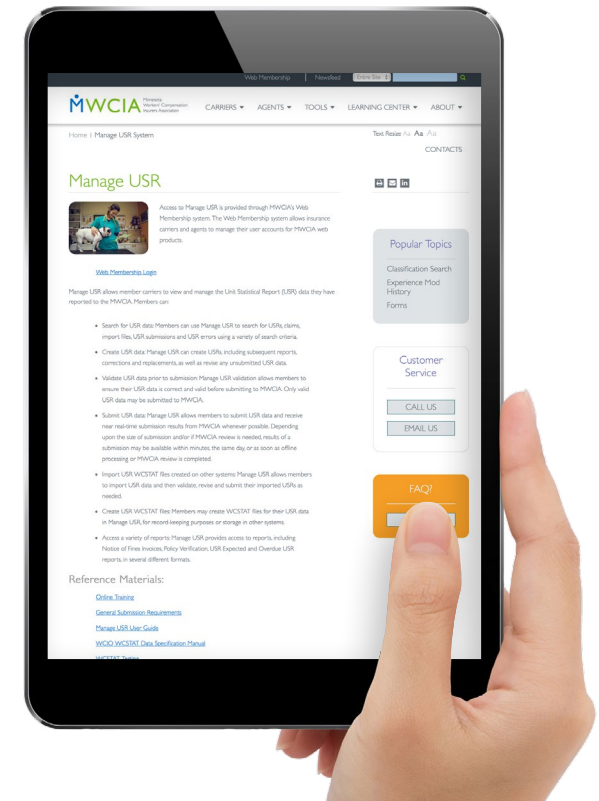 Web Membership | Newsfeed Entire Site
MWCIA Minnesota Workers' Compensation Insurers Association
CARRIERS AGENTS TOOLS LEARNING CENTER ABOUT
Home | Manage USR System
Text Resize Aa Aa Aa
CONTACTS
Manage USR
Access to Manage USR is provided through MWCIA's Web
Membership system. The Web Membership system allows insurance
carriers and agents to manage their user accounts for MWCIA web
products:
Web Membership Login
Manage USR allows member carriers to view and manage the Unit Statistical Report (USR) data they have
reported to the MWCIA. Members can:
• Search for USR data: Members can use Manage USR to search for USRs, claims,
import files, USR submissions and USR errors using a variety of search criteria.
• Create USR data: Manage USR can create USRs, including subsequent reports,
corrections and replacements, as well as revise any unsubmitted USR data.
• Validate USR data prior to submission: Manage USR validation allows members to
ensure their USR data is correct and valid before submitting to MWCIA. Only valid
USR data may be submitted to MWCIA.
• Submit USR data: Manage USR allows members to submit USR data and receive
near real-time submission results from MWCIA whenever possible. Depending
upon the size of submission and/or if MWCIA review is needed, results of a
submission may be available within minutes, the same day, or as soon as offline
processing or MWCIA review is completed.
• Import USR WCSTAT files created on other systems: Manage USR allows members
to import USR data and then validate, revise and submit their imported USRs as
needed.
• Create USR WCSTAT files: Members may create WCSTAT files for their USR data
in Manage USR, for record-keeping purposes or storage in other systems.
• Access a variety of reports: Manage USR provides access to reports, including
Notice of Fines Invoices, Policy Verification, USR Expected and Overdue USR
reports, in several different formats.
Reference Materials:
Online Training
General Submission Requirements
Manage USR User Guide
WCIO WCSTAT Data Specification Manual
WCSTAT Testing
in
Popular Topics
Classification Search
Experience Mod
History
Forms
Customer
Service
CALL US
EMAIL US
FAQ?